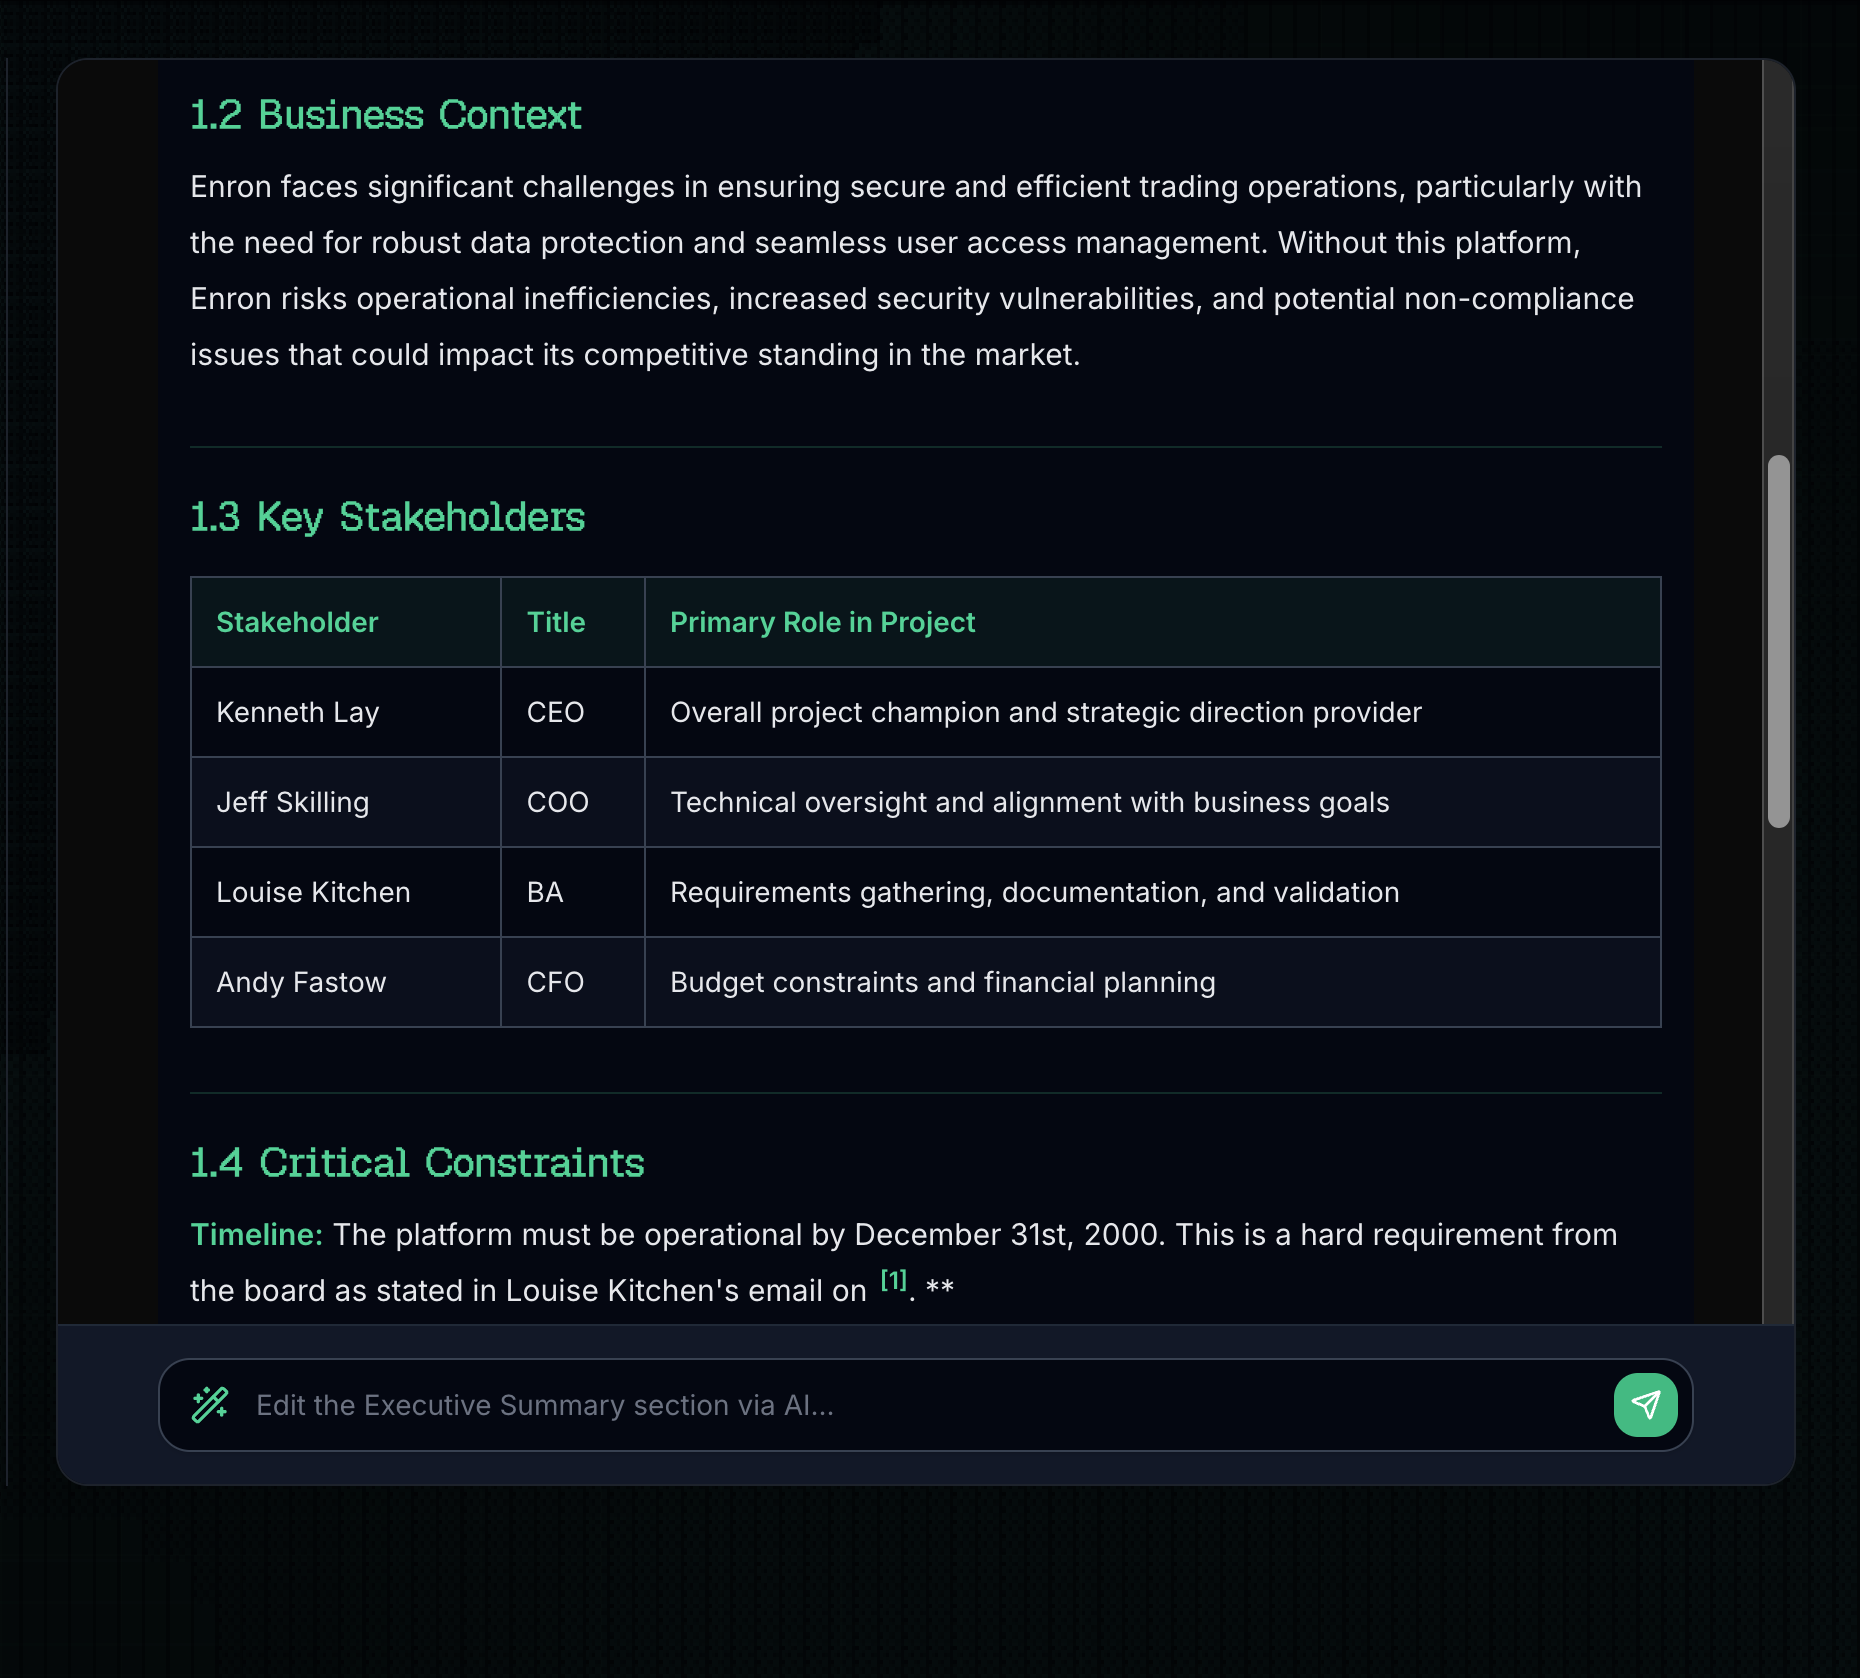 1.2 Business Context
Enron faces significant challenges in ensuring secure and efficient trading operations, particularly with
the need for robust data protection and seamless user access management. Without this platform,
Enron risks operational inefficiencies, increased security vulnerabilities, and potential non-compliance
issues that could impact its competitive standing in the market.
1.3 Key Stakeholders
Stakeholder Title Primary Role in Project
Kenneth Lay CEO Overall project champion and strategic direction provider
Jeff Skilling COO Technical oversight and alignment with business goals
Louise Kitchen BA Requirements gathering, documentation, and validation
Andy Fastow CFO Budget constraints and financial planning
1.4 Critical Constraints
Timeline: The platform must be operational by December 31st, 2000. This is a hard requirement from
the board as stated in Louise Kitchen's email on [1]. **
Edit the Executive Summary section via AI...